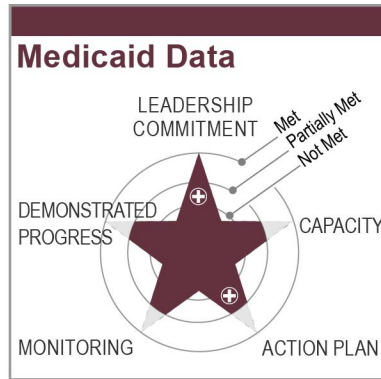 Medicaid Data
LEADERSHIP
COMMITMENT
Met
Partially Met
Not Met
DEMONSTRATED
PROGRESS
CAPACITY
MONITORING
ACTION PLAN